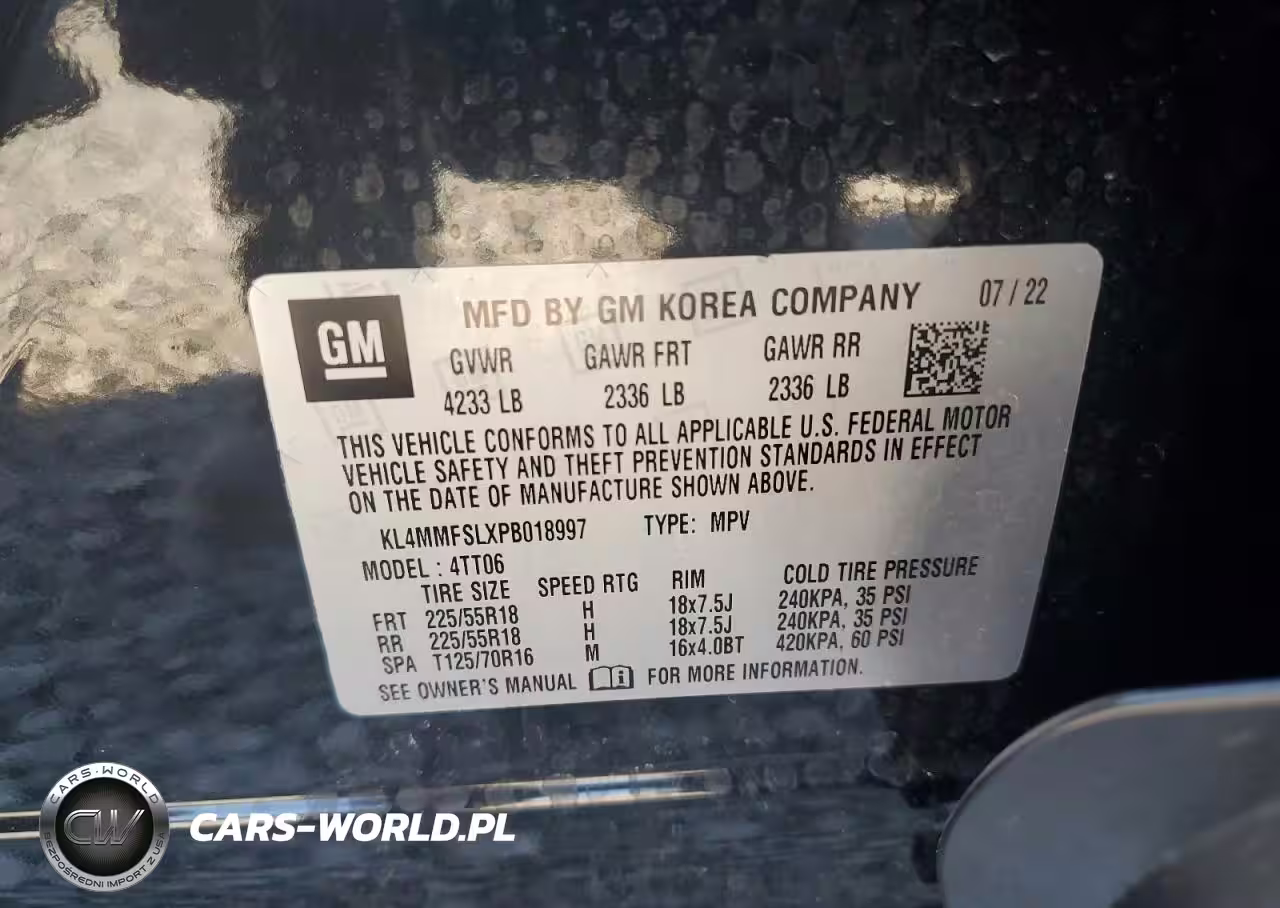 GM
MFD BY GM KOREA COMPANY 07 / 22
GVWR GAWR FRT GAWR RR
4233 LB 2336 LB 2336 LB
THIS VEHICLE CONFORMS TO ALL APPLICABLE U.S. FEDERAL MOTOR
VEHICLE SAFETY AND THEFT PREVENTION STANDARDS IN EFFECT
ON THE DATE OF MANUFACTURE SHOWN ABOVE.
KL4MMFSLXPB018997 TYPE: MPV
MODEL : 4TT06
TIRE SIZE SPEED RTG RIM COLD TIRE PRESSURE
FRT 225/55R18 H 18x7.5J 240KPA, 35 PSI
RR 225/55R18 H 18x7.5J 240KPA, 35 PSI
SPA T125/70R16 M 16x4.0BT 420KPA, 60 PSI
SEE OWNER'S MANUAL FOR MORE INFORMATION.
CARS-WORLD
CW
BEZPOŚREDNI IMPORT Z USA
CARS-WORLD.PL